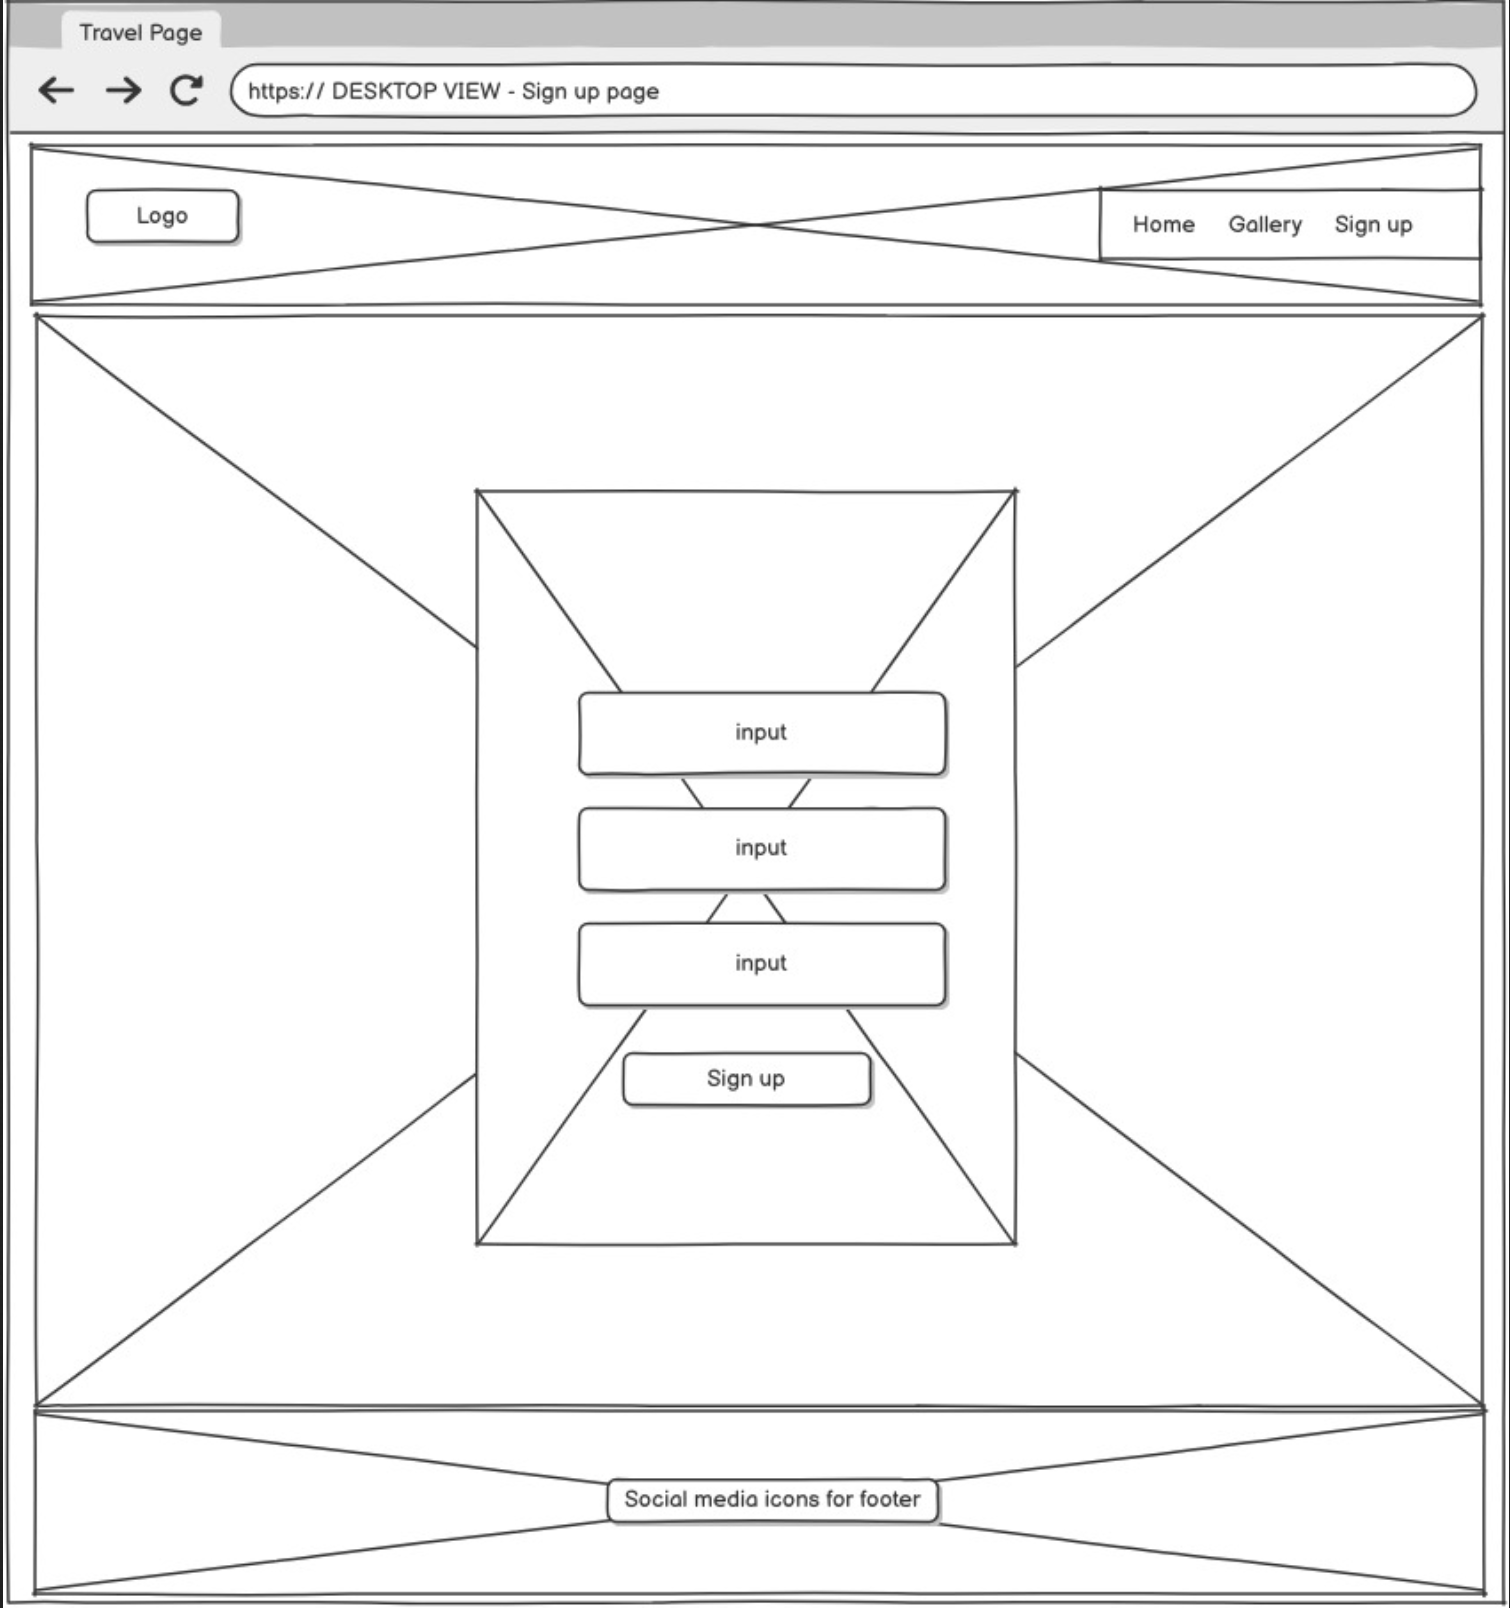 Travel Page
https:// DESKTOP VIEW - Sign up page
Logo
Home Gallery Sign up
input
input
input
Sign up
Social media icons for footer